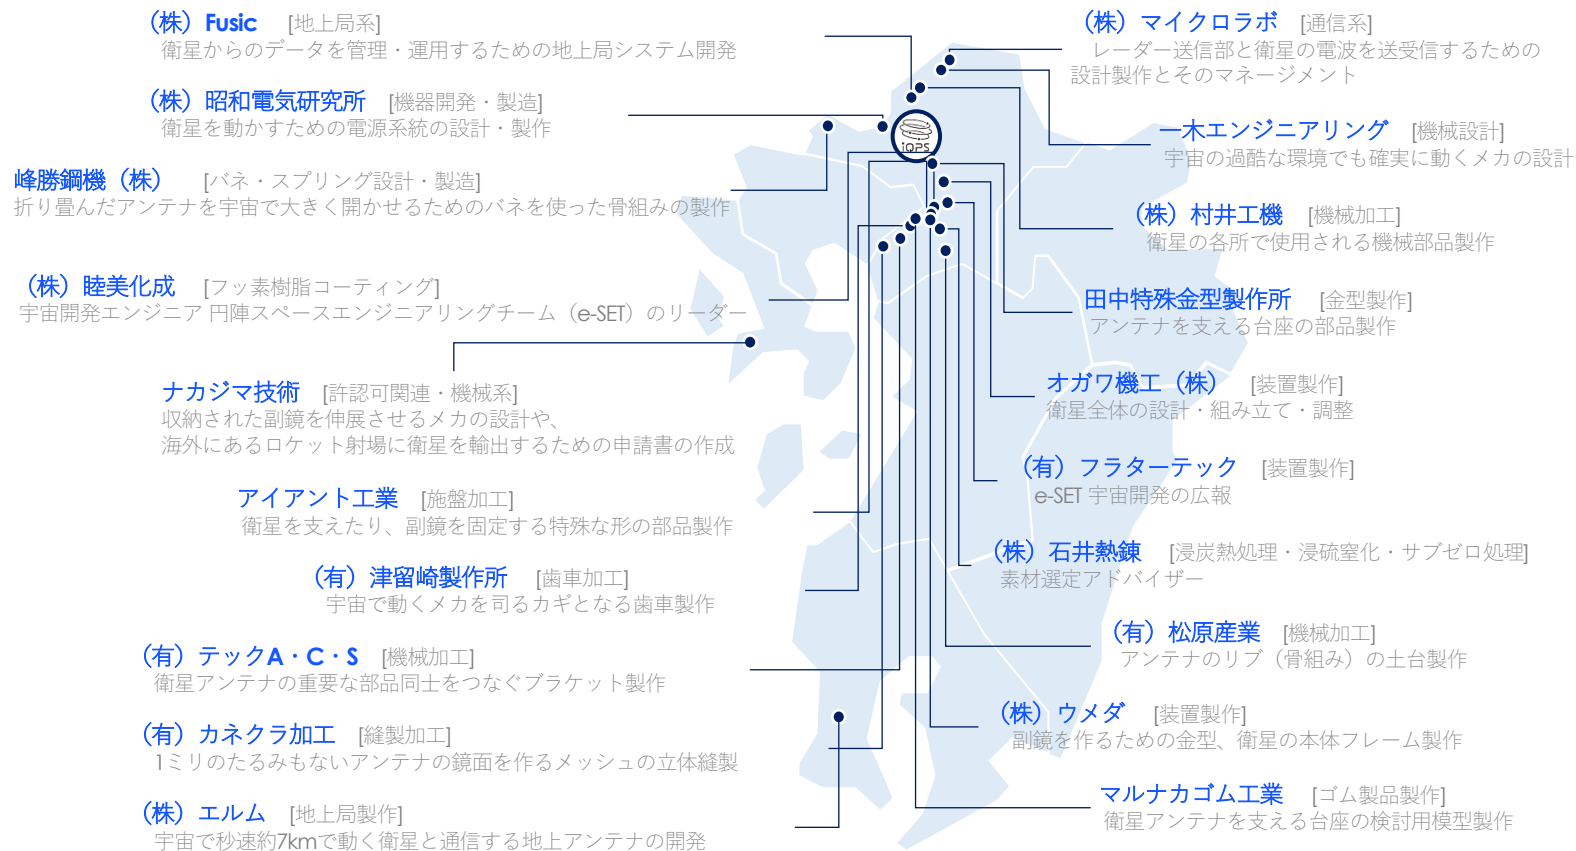 (株) Fusic [地上局系]
衛星からのデータを管理・運用するための地上局システム開発
(株) 昭和電気研究所 [機器開発・製造]
衛星を動かすための電源系統の設計・製作
峰勝鋼機 (株) [バネ・スプリング設計・製造]
折り畳んだアンテナを宇宙で大きく開かせるためのバネを使った骨組みの製作
(株) 睦美化成 [フッ素樹脂コーティング]
宇宙開発エンジニア 円陣スペースエンジニアリングチーム (e-SET) のリーダー
ナカジマ技術 [許認可関連・機械系]
収納された副鏡を伸展させるメカの設計や、
海外にあるロケット射場に衛星を輸出するための申請書の作成
アイアント工業 [施盤加工]
衛星を支えたり、副鏡を固定する特殊な形の部品製作
(有) 津留崎製作所 [歯車加工]
宇宙で動くメカを司るカギとなる歯車製作
(有) テックA・C・S [機械加工]
衛星アンテナの重要な部品同士をつなぐブラケット製作
(有) カネクラ加工 [縫製加工]
1ミリのたるみもないアンテナの鏡面を作るメッシュの立体縫製
(株) エルム [地上局製作]
宇宙で秒速約7kmで動く衛星と通信する地上アンテナの開発
iQPS
(株) マイクロラボ [通信系]
レーダー送信部と衛星の電波を送受信するための
設計製作とそのマネージメント
一木エンジニアリング [機械設計]
宇宙の過酷な環境でも確実に動くメカの設計
(株) 村井工機 [機械加工]
衛星の各所で使用される機械部品製作
田中特殊金型製作所 [金型製作]
アンテナを支える台座の部品製作
オガワ機工 (株) [装置製作]
衛星全体の設計・組み立て・調整
(有) フラターテック [装置製作]
e-SET 宇宙開発の広報
(株) 石井熱錬 [浸炭熱処理・浸硫窒化・サブゼロ処理]
素材選定アドバイザー
(有) 松原産業 [機械加工]
アンテナのリブ (骨組み) の土台製作
(株) ウメダ [装置製作]
副鏡を作るための金型、衛星の本体フレーム製作
マルナカゴム工業 [ゴム製品製作]
衛星アンテナを支える台座の検討用模型製作